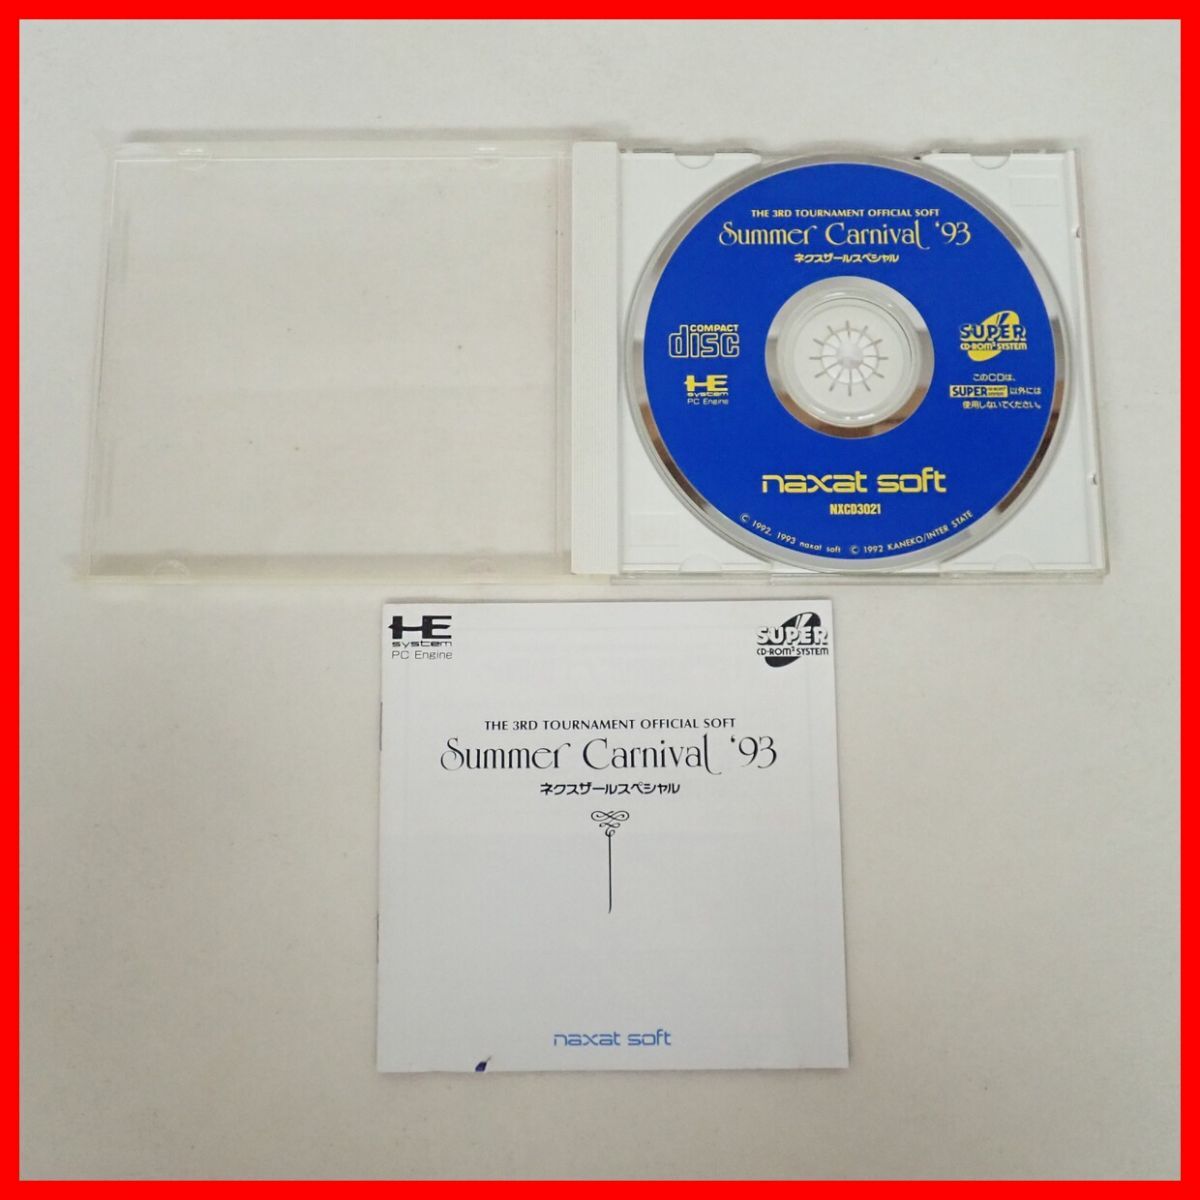 THE 3RD TOURNAMENT OFFICIAL SOFT
Summer Carnival '93
ネクスザールスペシャル
COMPACT
disc
HE
system
PC Engine
SUPER
CD-ROM² SYSTEM
このCDは、
SUPER CD-ROM² SYSTEM 以外には
使用しないでください。
naxat soft
NXCD3021
© 1992, 1993 naxat soft © 1992 KANEKO/INTER STATE
HE
system
PC Engine
SUPER
CD-ROM² SYSTEM
THE 3RD TOURNAMENT OFFICIAL SOFT
Summer Carnival '93
ネクスザールスペシャル
naxat soft